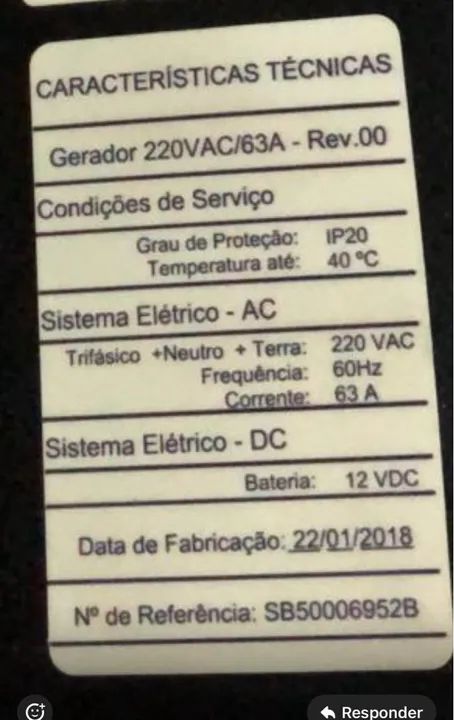 CARACTERÍSTICAS TÉCNICAS
Gerador 220VAC/63A - Rev.00
Condições de Serviço
Grau de Proteção: IP20
Temperatura até: 40 ºC
Sistema Elétrico - AC
Trifásico +Neutro + Terra: 220 VAC
Frequência: 60Hz
Corrente: 63 A
Sistema Elétrico - DC
Bateria: 12 VDC
Data de Fabricação: 22/01/2018
Nº de Referência: SB50006952B
Responder